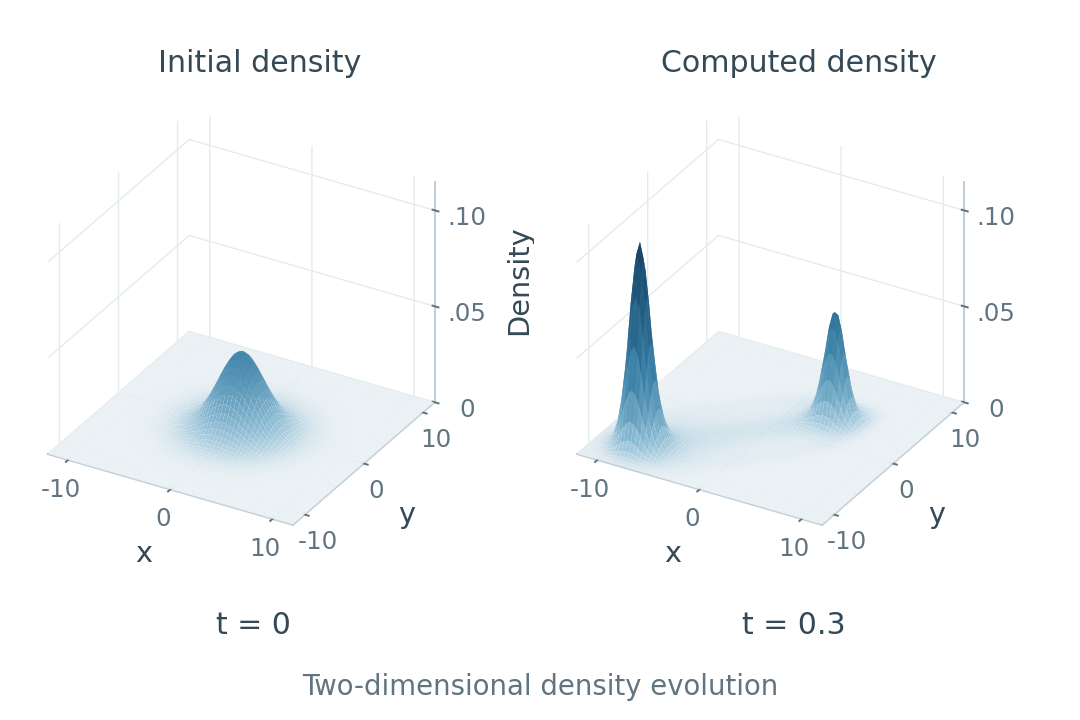 Initial density
.10
.05
0
10
0
-10
-10
0
10
x
y
t = 0
Computed density
Density
.10
.05
0
10
0
-10
-10
0
10
x
y
t = 0.3
Two-dimensional density evolution